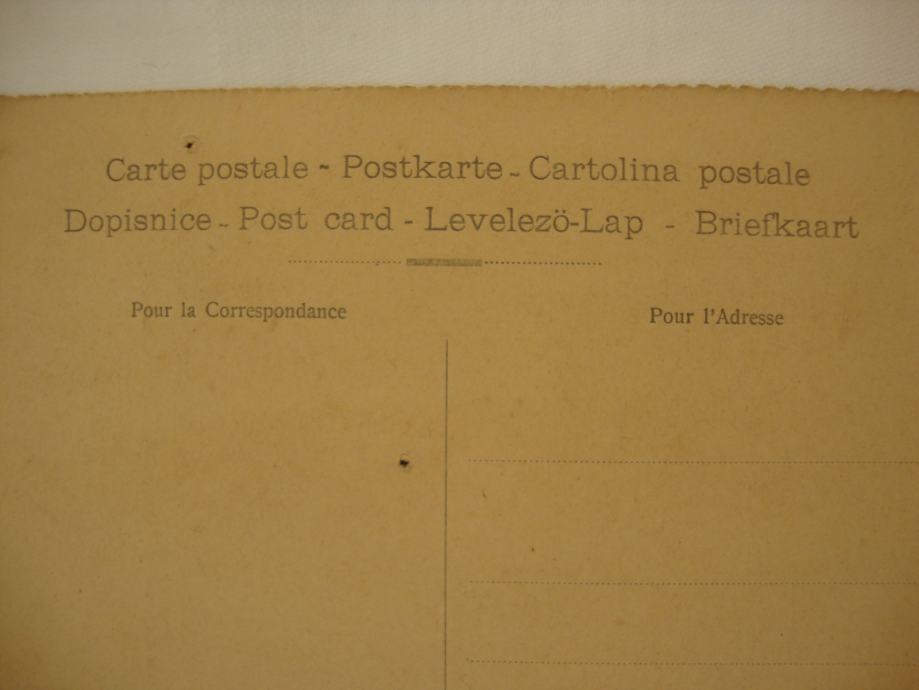 Carte postale - Postkarte - Cartolina postale
Dopisnice - Post card - Levelezö-Lap - Briefkaart
Pour la Correspondance
Pour l'Adresse